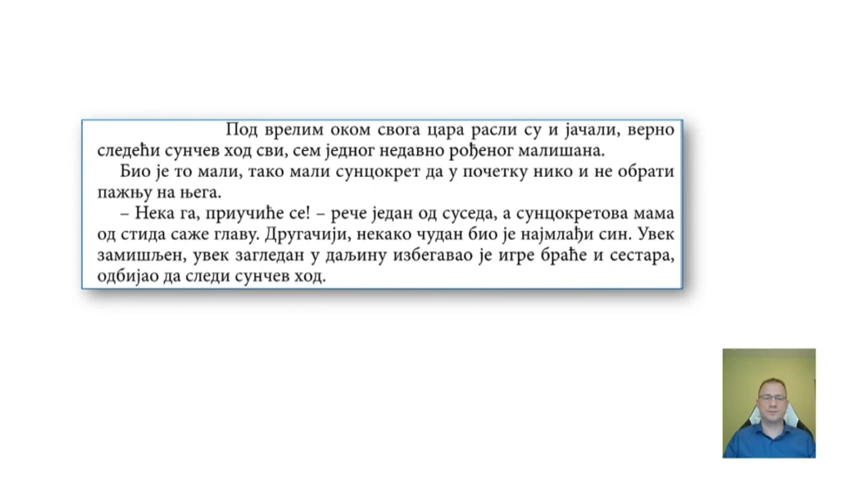 Под врелим оком свога цара расли су и јачали, верно
следећи сунчев ход сви, сем једног недавно рођеног малишана.
Био је то мали, тако мали сунцокрет да у почетку нико и не обрати
пажњу на њега.
– Нека га, приучиће се! – рече један од суседа, а сунцокретова мама
од стида саже главу. Другачији, некако чудан био је најмлађи син. Увек
замишљен, увек загледан у даљину избегавао је игре браће и сестара,
одбијао да следи сунчев ход.